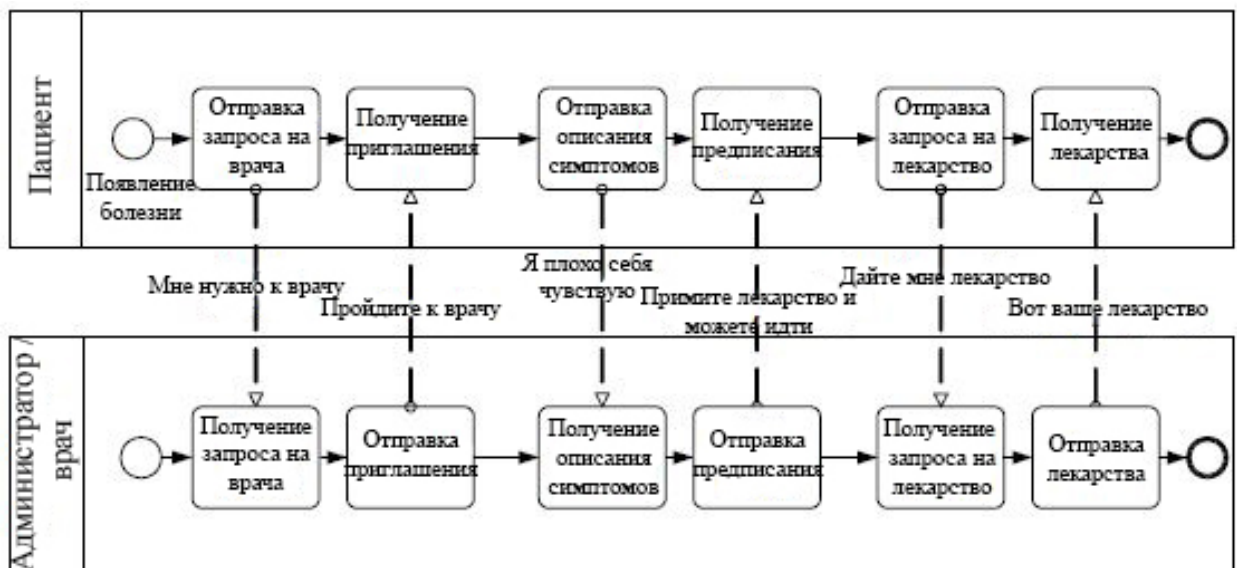 Пациент
Отправка
запроса на
врача
Получение
приглашения
Отправка
описания
симптомов
Получение
предписания
Отправка
запроса на
лекарство
Получение
лекарства
Появление
болезни
Мне нужно к врачу
Пройдите к врачу
Я плохо себя
чувствую
Примите лекарство и
можете идти
Дайте мне лекарство
Вот ваше лекарство
Администратор /
врач
Получение
запроса на
врача
Отправка
приглашения
Получение
описания
симптомов
Отправка
предписания
Получение
запроса на
лекарство
Отправка
лекарства